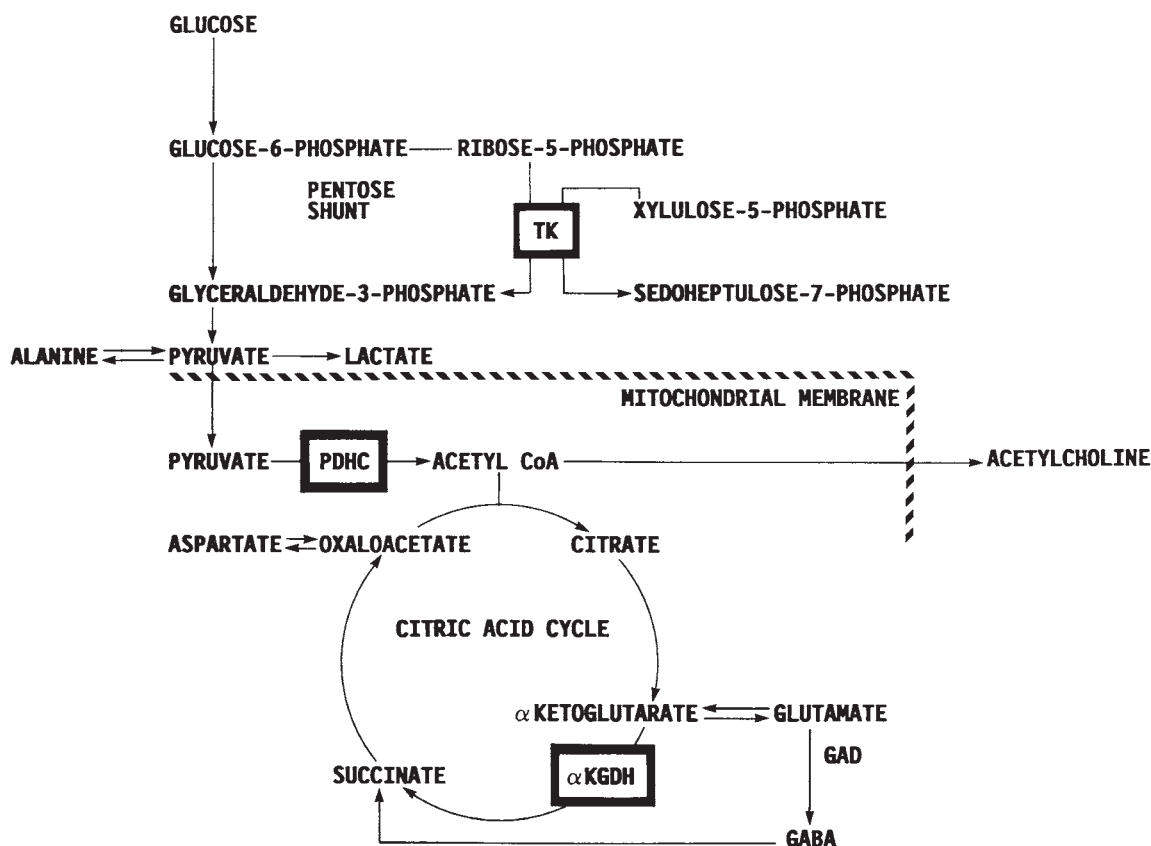 GLUCOSE
GLUCOSE-6-PHOSPHATE RIBOSE-5-PHOSPHATE
PENTOSE
SHUNT
XYLULOSE-5-PHOSPHATE
TK
GLYCERALDEHYDE-3-PHOSPHATE SEDOHEPTULOSE-7-PHOSPHATE
ALANINE PYRUVATE LACTATE
MITOCHONDRIAL MEMBRANE
PYRUVATE PDHC ACETYL CoA ACETYLCHOLINE
ASPARTATE OXALOACETATE CITRATE
CITRIC ACID CYCLE
α KETOGLUTARATE GLUTAMATE
GAD
SUCCINATE αKGDH
GABA